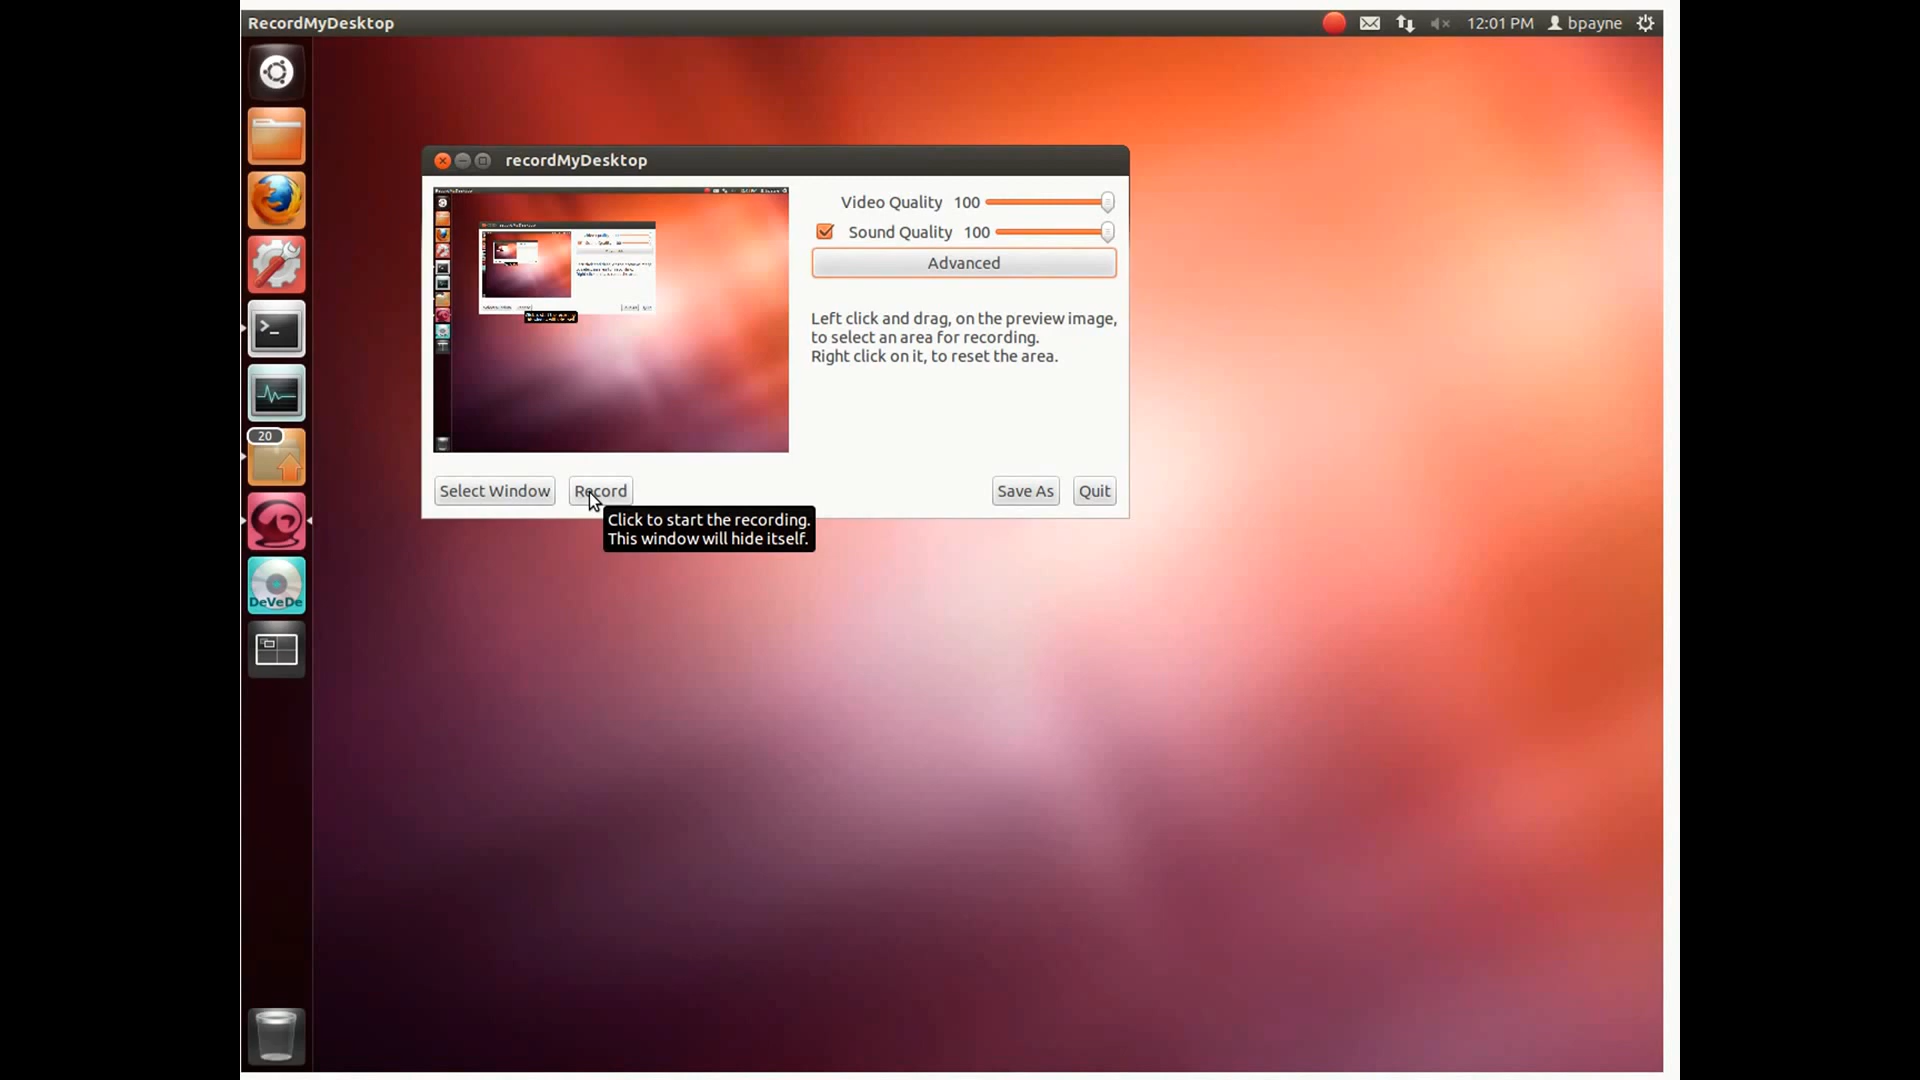 RecordMyDesktop
12:01 PM bpayne
recordMyDesktop
Video Quality 100
Sound Quality 100
Advanced
Left click and drag, on the preview image,
to select an area for recording.
Right click on it, to reset the area.
20
Select Window Record Save As Quit
Click to start the recording.
This window will hide itself.
DeVeDe